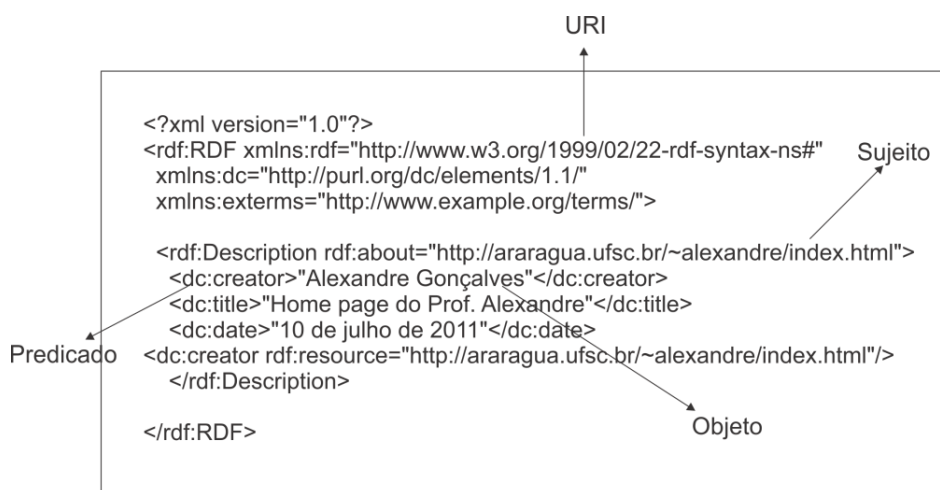 URI
<?xml version="1.0"?>
<rdf:RDF xmlns:rdf="http://www.w3.org/1999/02/22-rdf-syntax-ns#"
Sujeito
xmlns:dc="http://purl.org/dc/elements/1.1/"
xmlns:exterms="http://www.example.org/terms/">
<rdf:Description rdf:about="http://araragua.ufsc.br/~alexandre/index.html">
<dc:creator>"Alexandre Gonçalves"</dc:creator>
<dc:title>"Home page do Prof. Alexandre"</dc:title>
<dc:date>"10 de julho de 2011"</dc:date>
Predicado
<dc:creator rdf:resource="http://araragua.ufsc.br/~alexandre/index.html"/>
</rdf:Description>
Objeto
</rdf:RDF>